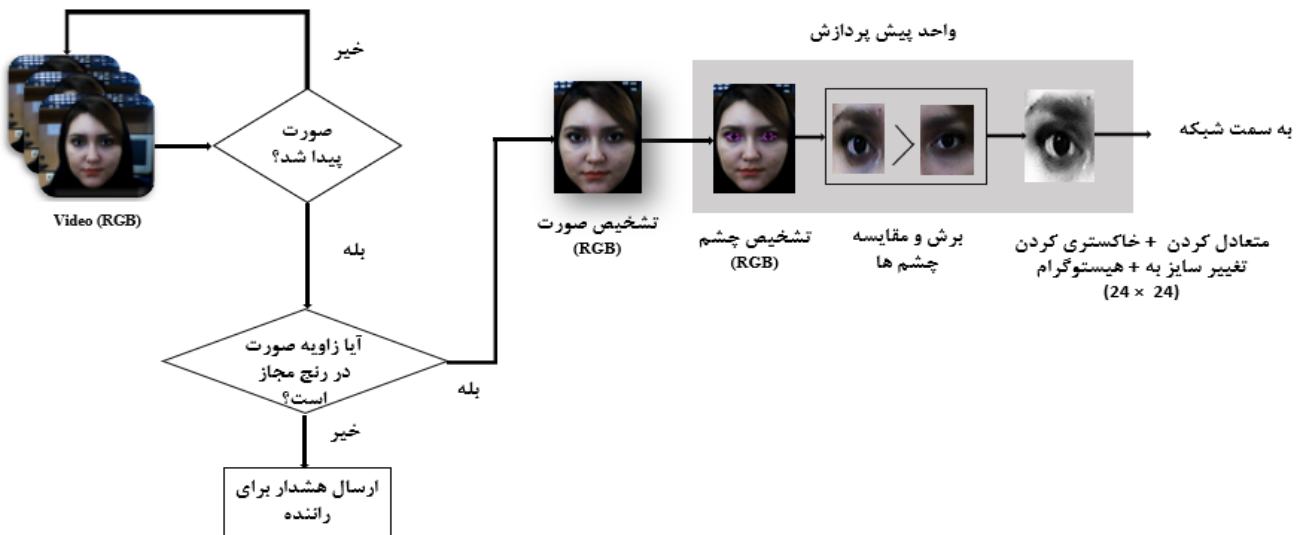 واحد پیش پردازش
خیر
صورت
پیدا شد؟
به سمت شبکه
Video (RGB)
تشخیص صورت
(RGB)
تشخیص چشم
(RGB)
برش و مقایسه
چشم ها
متعادل کردن + خاکستری کردن
تغییر سایز به + هیستوگرام
(24 × 24)
بله
آیا زاویه صورت
در رنج مجاز
است؟
بله
خیر
ارسال هشدار برای
راننده